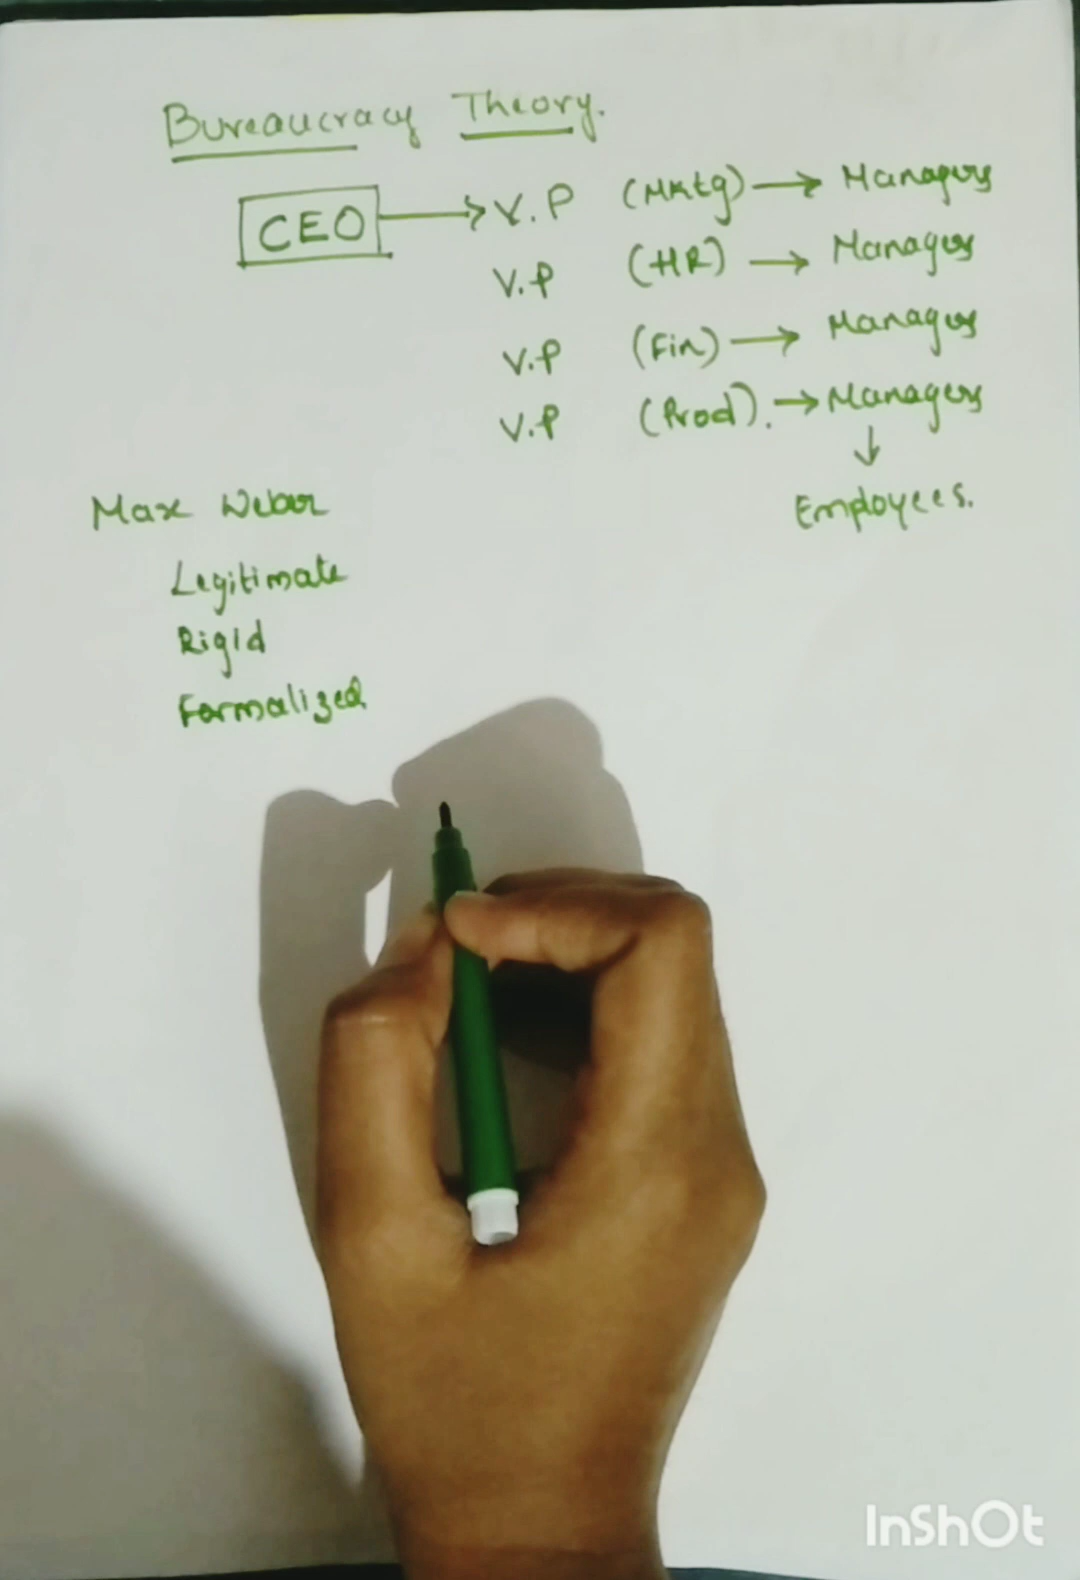 Bureaucracy Theory.
CEO → V.P (Mktg) → Managers
V.P (HR) → Managers
V.P (Fin) → Managers
V.P (Prod). → Managers
↓
Employees.
Max Weber
Legitimate
Rigid
Formalized
InShOt